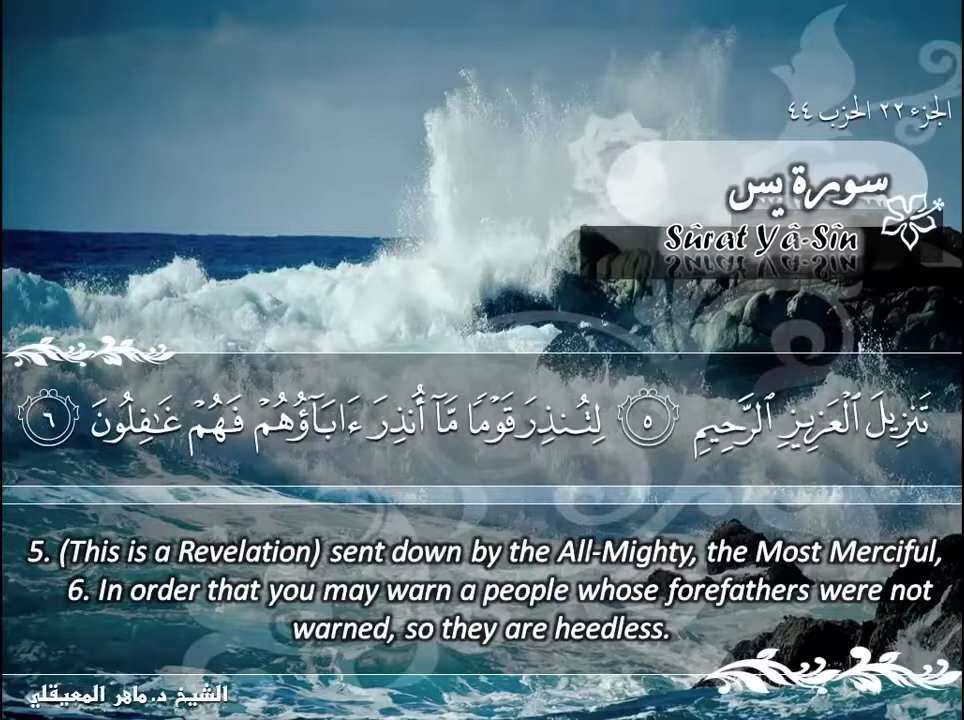 الجزء ٢٢ الحزب ٤٤
سورة يس
Sûrat Yâ-Sîn
تَنزِيلَ ٱلْعَزِيزِ ٱلرَّحِيمِ ٥ لِتُنذِرَ قَوْمًا مَّآ أُنذِرَ ءَابَآؤُهُمْ فَهُمْ غَـٰفِلُونَ ٦
5. (This is a Revelation) sent down by the All-Mighty, the Most Merciful,
6. In order that you may warn a people whose forefathers were not
warned, so they are heedless.
الشيخ د. ماهر المعيقلي